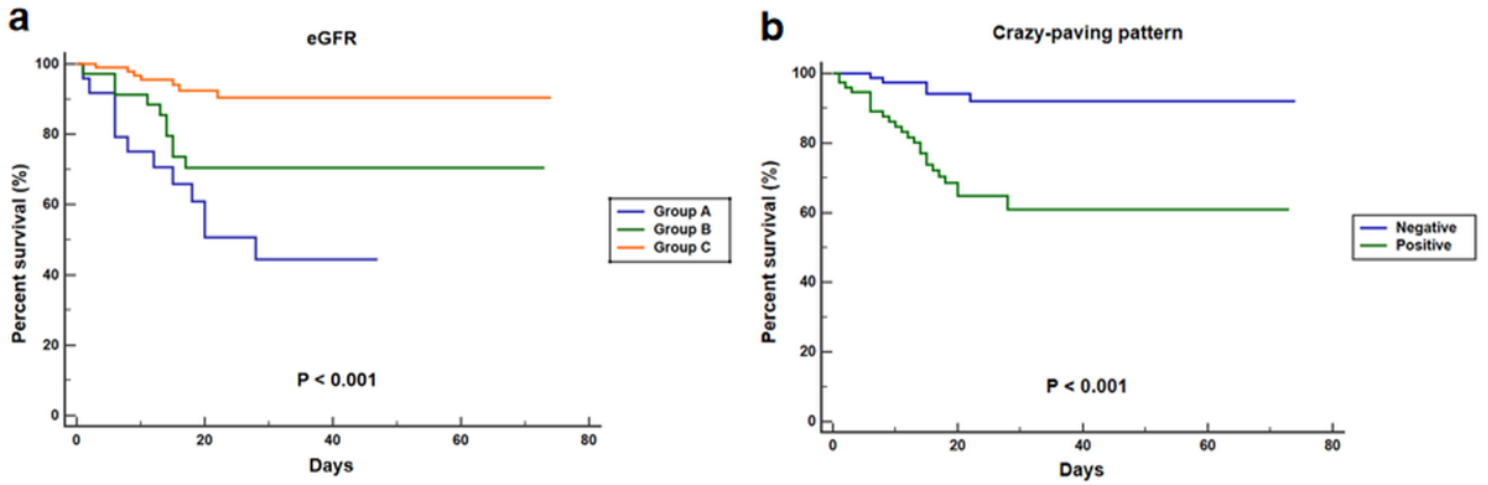 a
eGFR
Percent survival (%)
100
80
60
40
20
0
0 20 40 60 80
Days
P < 0.001
Group A
Group B
Group C
b
Crazy-paving pattern
Percent survival (%)
100
80
60
40
20
0
0 20 40 60 80
Days
P < 0.001
Negative
Positive